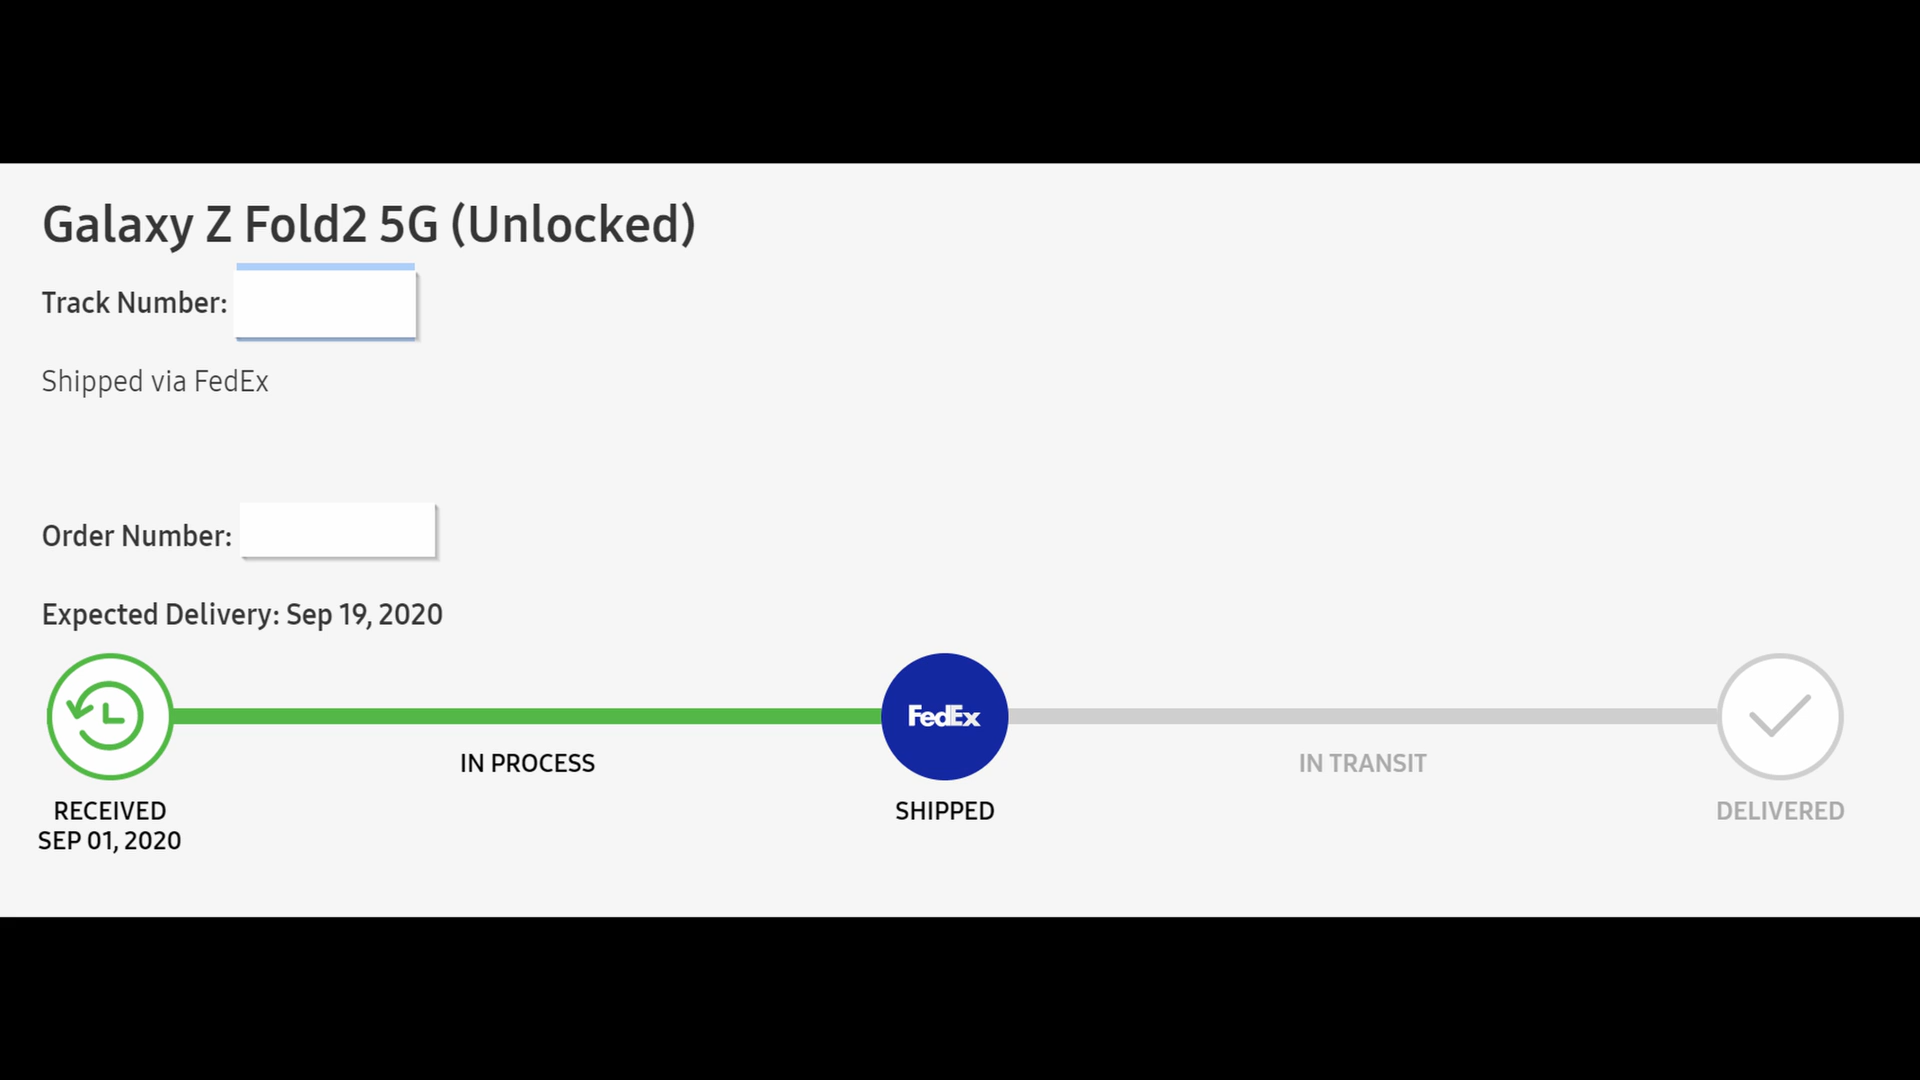 Galaxy Z Fold2 5G (Unlocked)
Track Number:
Shipped via FedEx
Order Number:
Expected Delivery: Sep 19, 2020
FedEx
IN PROCESS
IN TRANSIT
RECEIVED
SEP 01, 2020
SHIPPED
DELIVERED